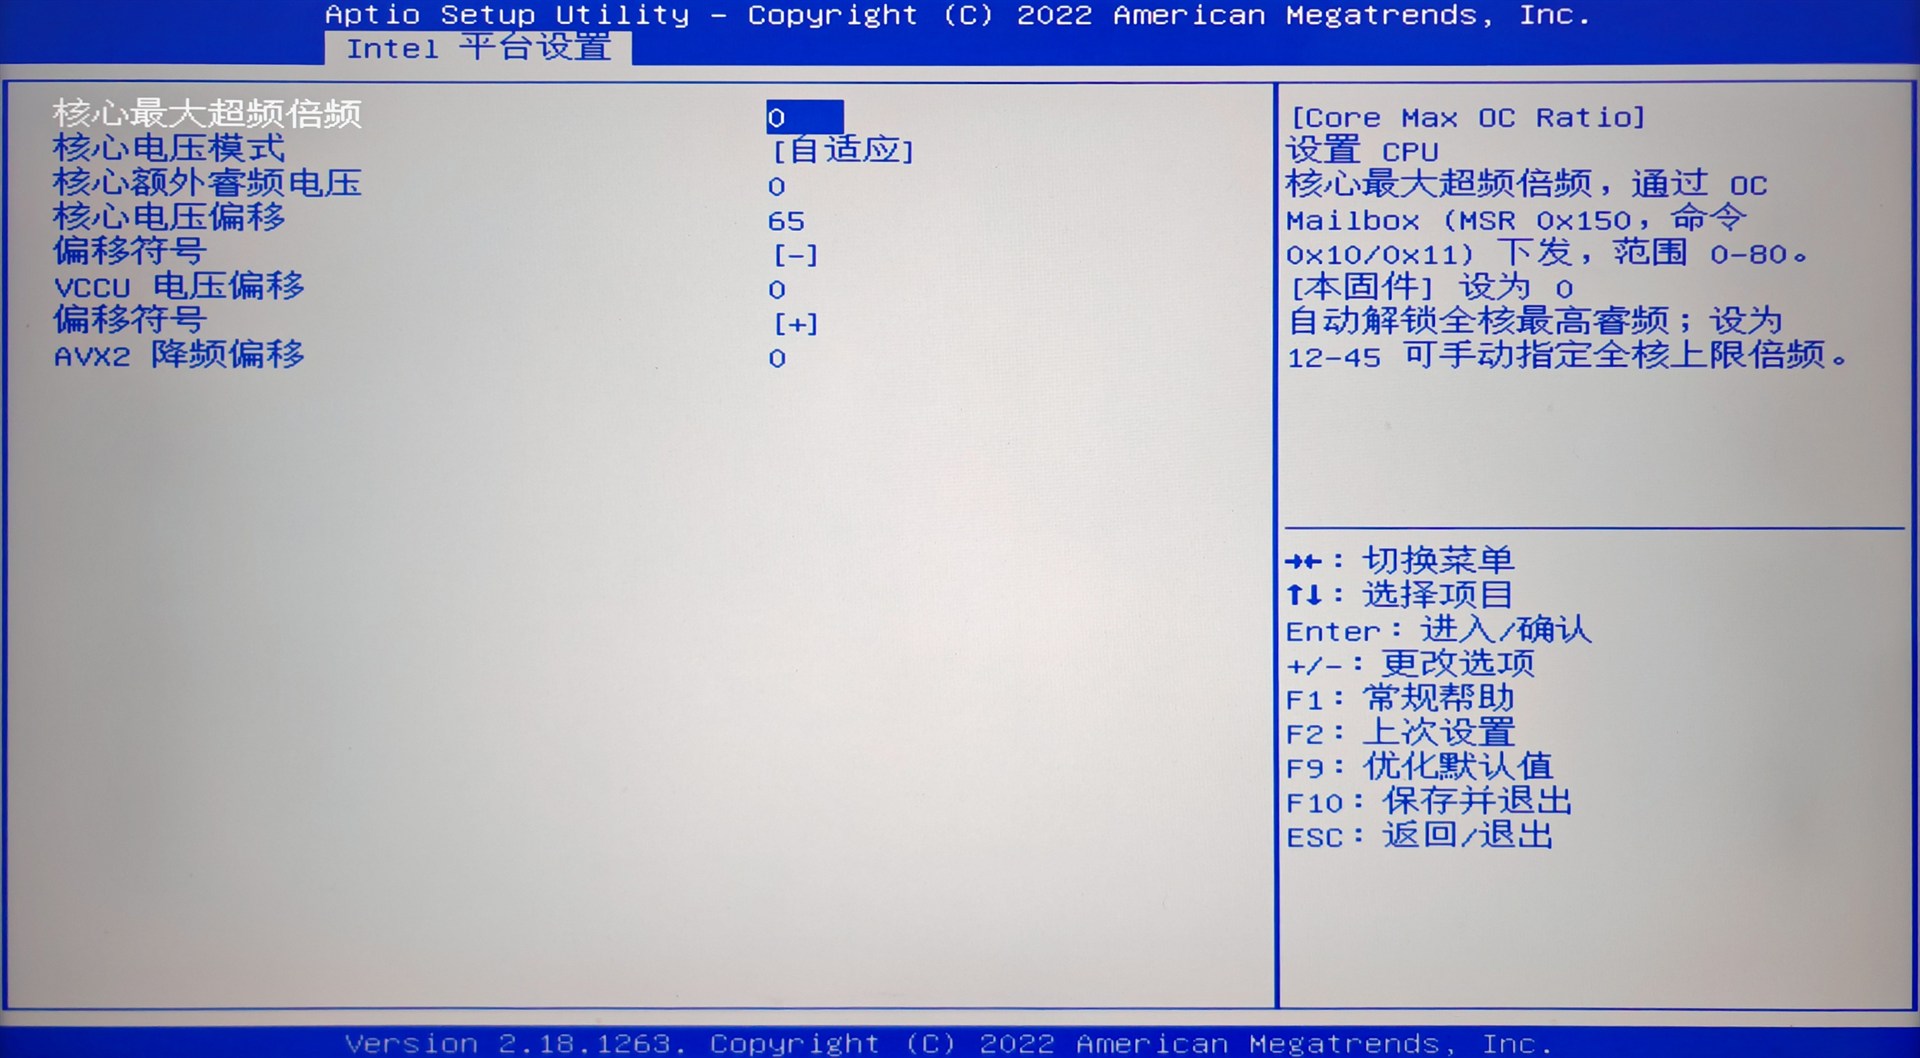 Aptio Setup Utility – Copyright (C) 2022 American Megatrends, Inc.
Intel 平台设置
核心最大超频倍频 0
核心电压模式 [自适应]
核心额外睿频电压 0
核心电压偏移 65
偏移符号 [-]
VCCU 电压偏移 0
偏移符号 [+]
AVX2 降频偏移 0
[Core Max OC Ratio]
设置 CPU
核心最大超频倍频，通过 OC
Mailbox (MSR 0x150，命令
0x10/0x11) 下发，范围 0-80。
[本固件] 设为 0
自动解锁全核最高睿频；设为
12-45 可手动指定全核上限倍频。
→←: 切换菜单
↑↓: 选择项目
Enter: 进入/确认
+/-: 更改选项
F1: 常规帮助
F2: 上次设置
F9: 优化默认值
F10: 保存并退出
ESC: 返回/退出
Version 2.18.1263. Copyright (C) 2022 American Megatrends, Inc.